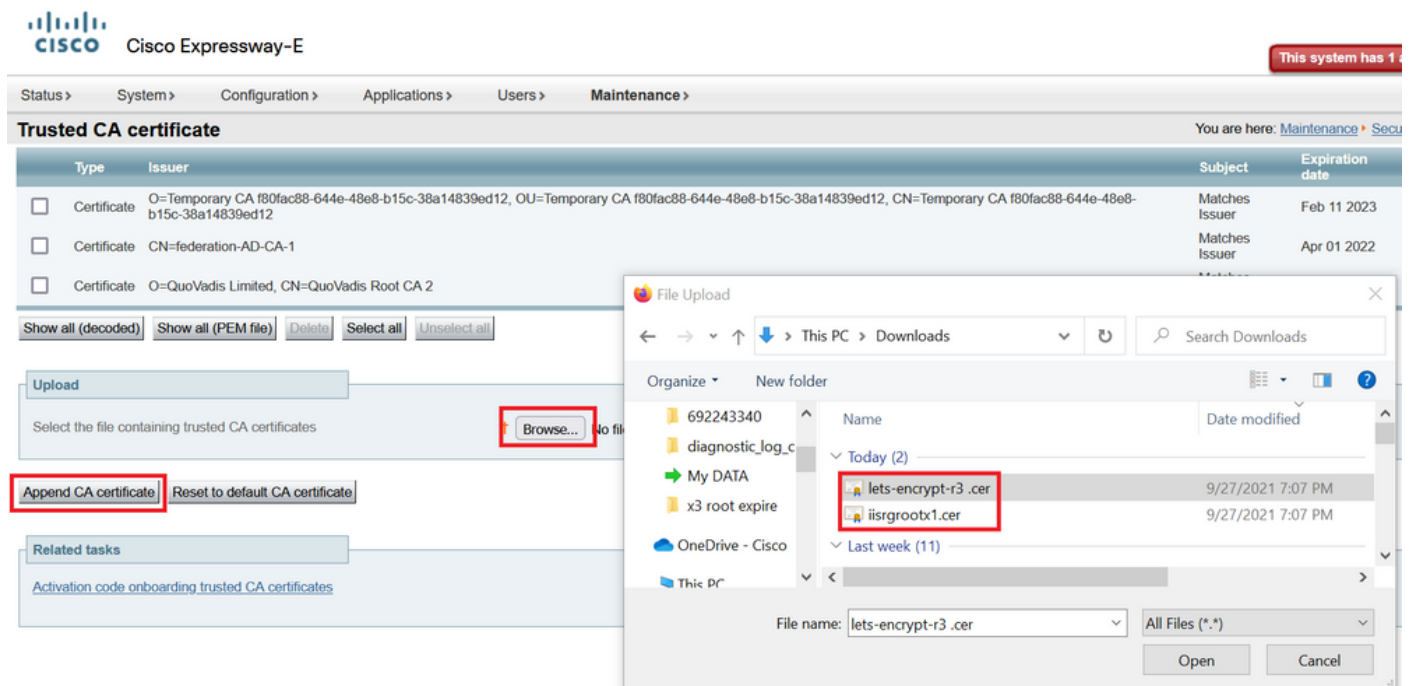 CISCO Cisco Expressway-E
This system has 1 a
Status> System> Configuration> Applications> Users> Maintenance>
Trusted CA certificate
You are here: Maintenance Secu
Type Issuer Subject Expiration date
Certificate O=Temporary CA f80fac88-644e-48e8-b15c-38a14839ed12, OU=Temporary CA f80fac88-644e-48e8-b15c-38a14839ed12, CN=Temporary CA f80fac88-644e-48e8-
b15c-38a14839ed12
Matches Issuer Feb 11 2023
Certificate CN=federation-AD-CA-1 Matches Issuer Apr 01 2022
Certificate O=QuoVadis Limited, CN=QuoVadis Root CA 2
Show all (decoded) Show all (PEM file) Delete Select all Unselect all
Upload
Select the file containing trusted CA certificates Browse... No fil
Append CA certificate Reset to default CA certificate
Related tasks
Activation code onboarding trusted CA certificates
File Upload
This PC > Downloads
Search Downloads
Organize New folder
692243340
diagnostic_log_c
My DATA
x3 root expire
OneDrive - Cisco
This PC
Name Date modified
Today (2)
lets-encrypt-r3 .cer 9/27/2021 7:07 PM
iisrgrootx1.cer 9/27/2021 7:07 PM
Last week (11)
File name: lets-encrypt-r3 .cer All Files (*.*)
Open Cancel